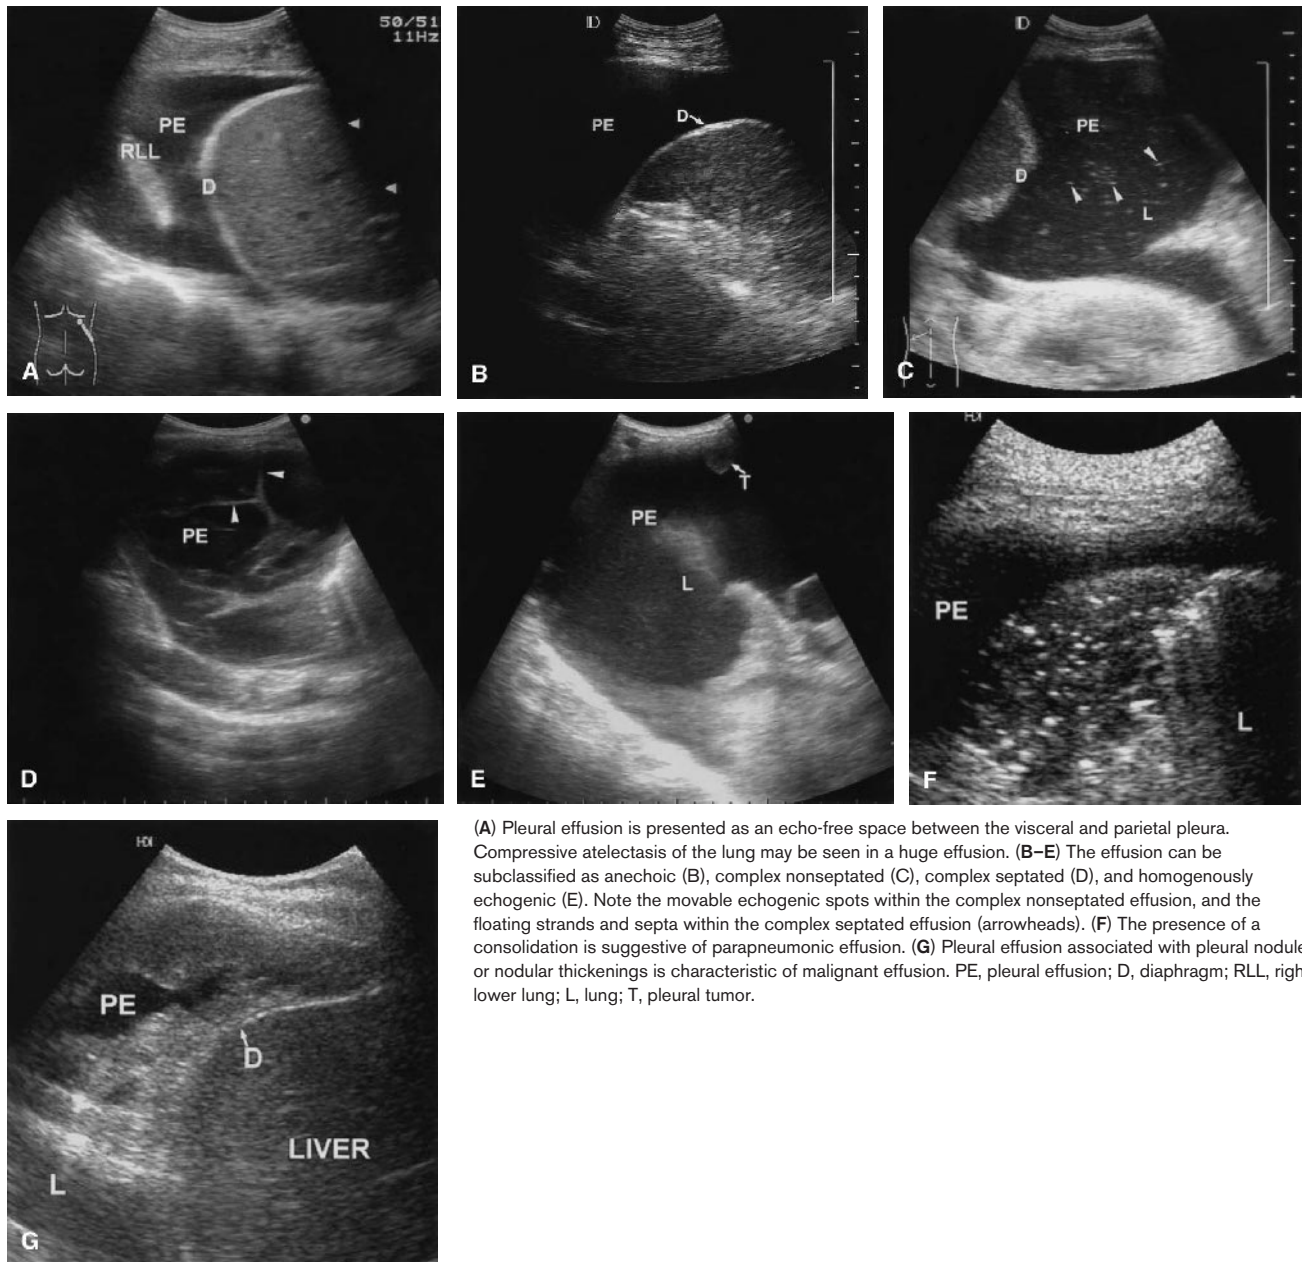 50/51
11Hz
PE
RLL
D
A
PE
D
B
PE
D
L
C
PE
D
T
PE
L
E
PE
L
F
PE
D
LIVER
L
G
(A) Pleural effusion is presented as an echo-free space between the visceral and parietal pleura.
Compressive atelectasis of the lung may be seen in a huge effusion. (B–E) The effusion can be
subclassified as anechoic (B), complex nonseptated (C), complex septated (D), and homogenously
echogenic (E). Note the movable echogenic spots within the complex nonseptated effusion, and the
floating strands and septa within the complex septated effusion (arrowheads). (F) The presence of a
consolidation is suggestive of parapneumonic effusion. (G) Pleural effusion associated with pleural nodule
or nodular thickenings is characteristic of malignant effusion. PE, pleural effusion; D, diaphragm; RLL, righ
lower lung; L, lung; T, pleural tumor.